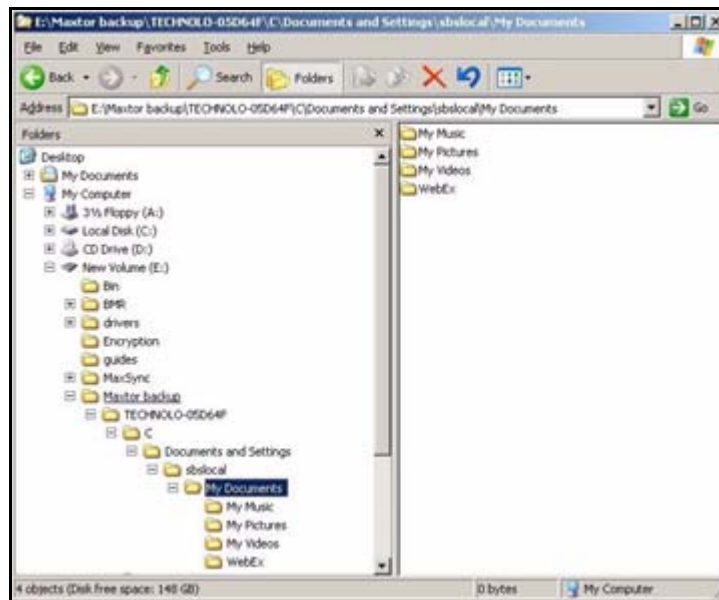 E:\Maxtor backup\TECHNOLO-05D64F\C\Documents and Settings\sbslocal\My Documents
File Edit View Favorites Tools Help
Back Search Folders
Address E:\Maxtor backup\TECHNOLO-05D64F\C\Documents and Settings\sbslocal\My Documents Go
Folders
Desktop
My Documents
My Computer
3½ Floppy (A:)
Local Disk (C:)
CD Drive (D:)
New Volume (E:)
Bin
BMR
drivers
Encryption
guides
MaxSync
Maxtor backup
TECHNOLO-05D64F
C
Documents and Settings
sbslocal
My Documents
My Music
My Pictures
My Videos
WebEx
My Music
My Pictures
My Videos
WebEx
4 objects (Disk free space: 148 GB) 0 bytes My Computer